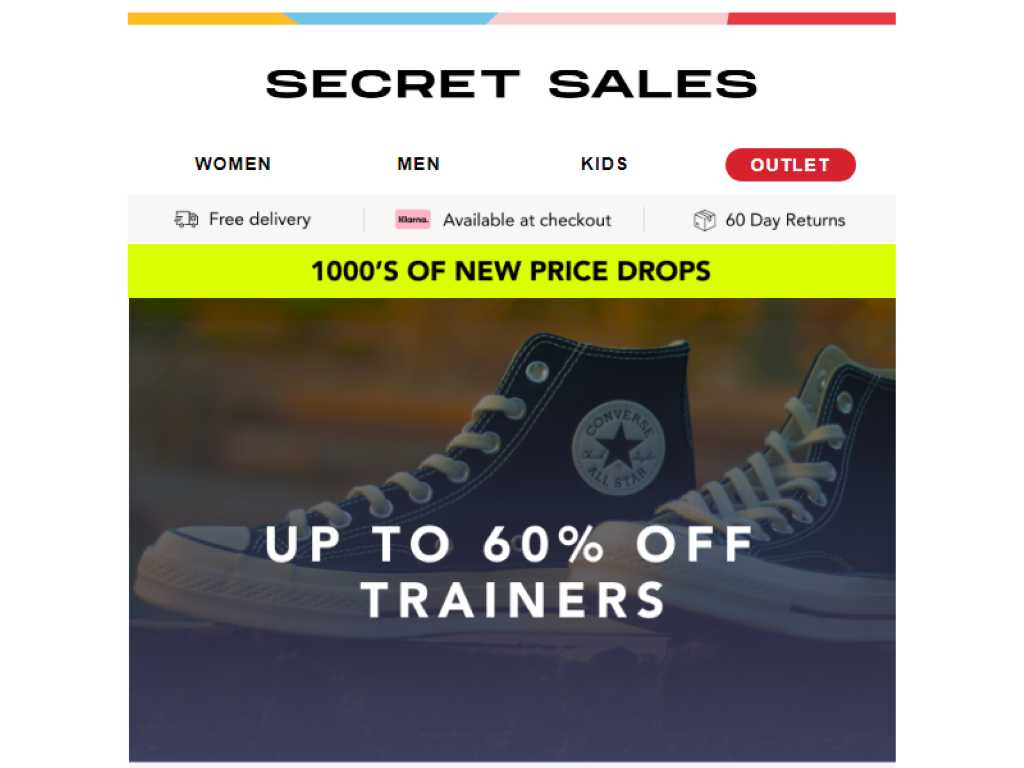 SECRET SALES
WOMEN MEN KIDS OUTLET
Free delivery Klarna. Available at checkout 60 Day Returns
1000'S OF NEW PRICE DROPS
CONVERSE
ALL STAR
UP TO 60% OFF
TRAINERS